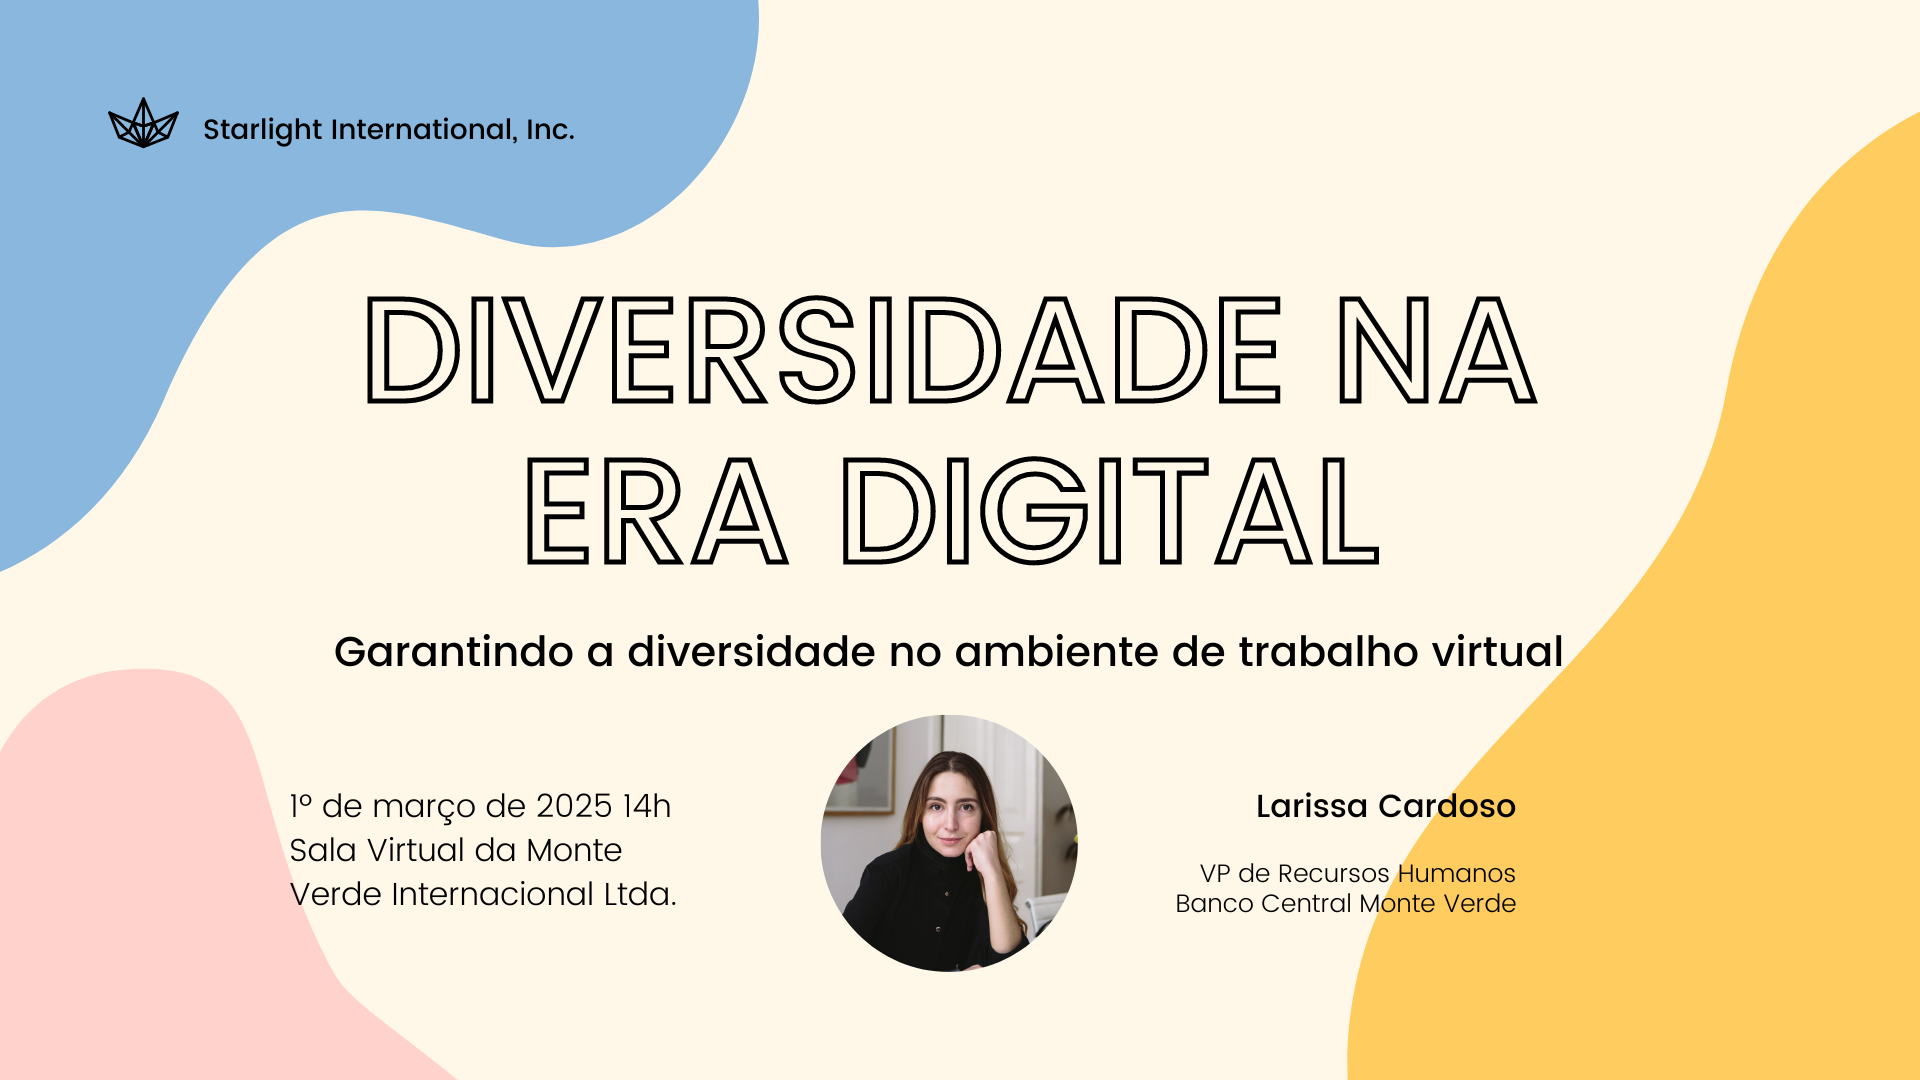 Starlight International, Inc.
DIVERSIDADE NA
ERA DIGITAL
Garantindo a diversidade no ambiente de trabalho virtual
1º de março de 2025 14h
Sala Virtual da Monte
Verde Internacional Ltda.
Larissa Cardoso
VP de Recursos Humanos
Banco Central Monte Verde